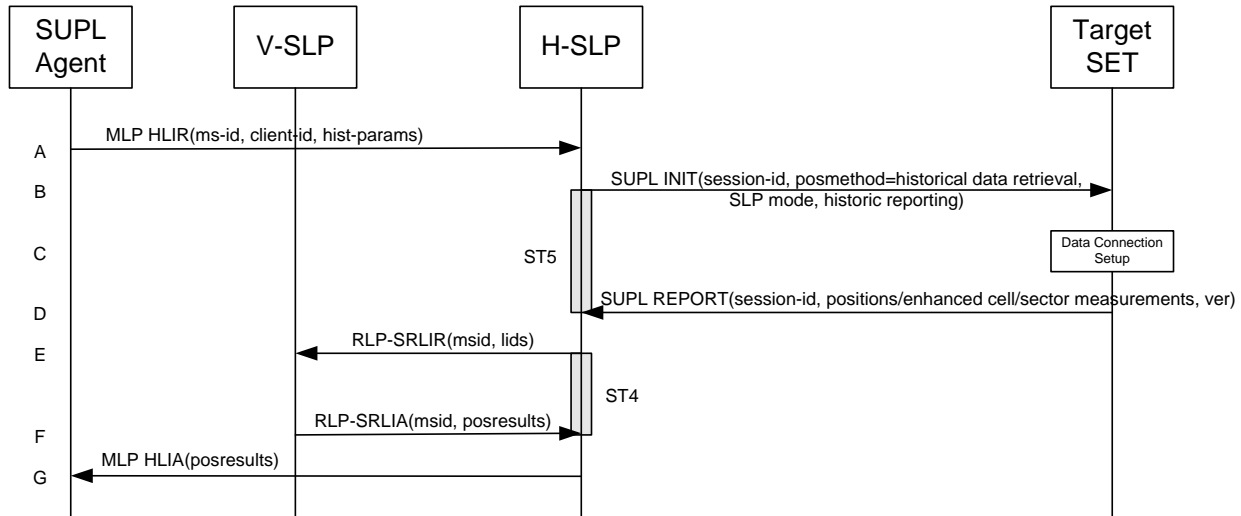 SUPL
Agent
V-SLP
H-SLP
Target
SET
A
MLP HLIR(ms-id, client-id, hist-params)
B
SUPL INIT(session-id, posmethod=historical data retrieval,
SLP mode, historic reporting)
C
ST5
Data Connection
Setup
D
SUPL REPORT(session-id, positions/enhanced cell/sector measurements, ver)
E
RLP-SRLIR(msid, lids)
ST4
F
RLP-SRLIA(msid, posresults)
G
MLP HLIA(posresults)